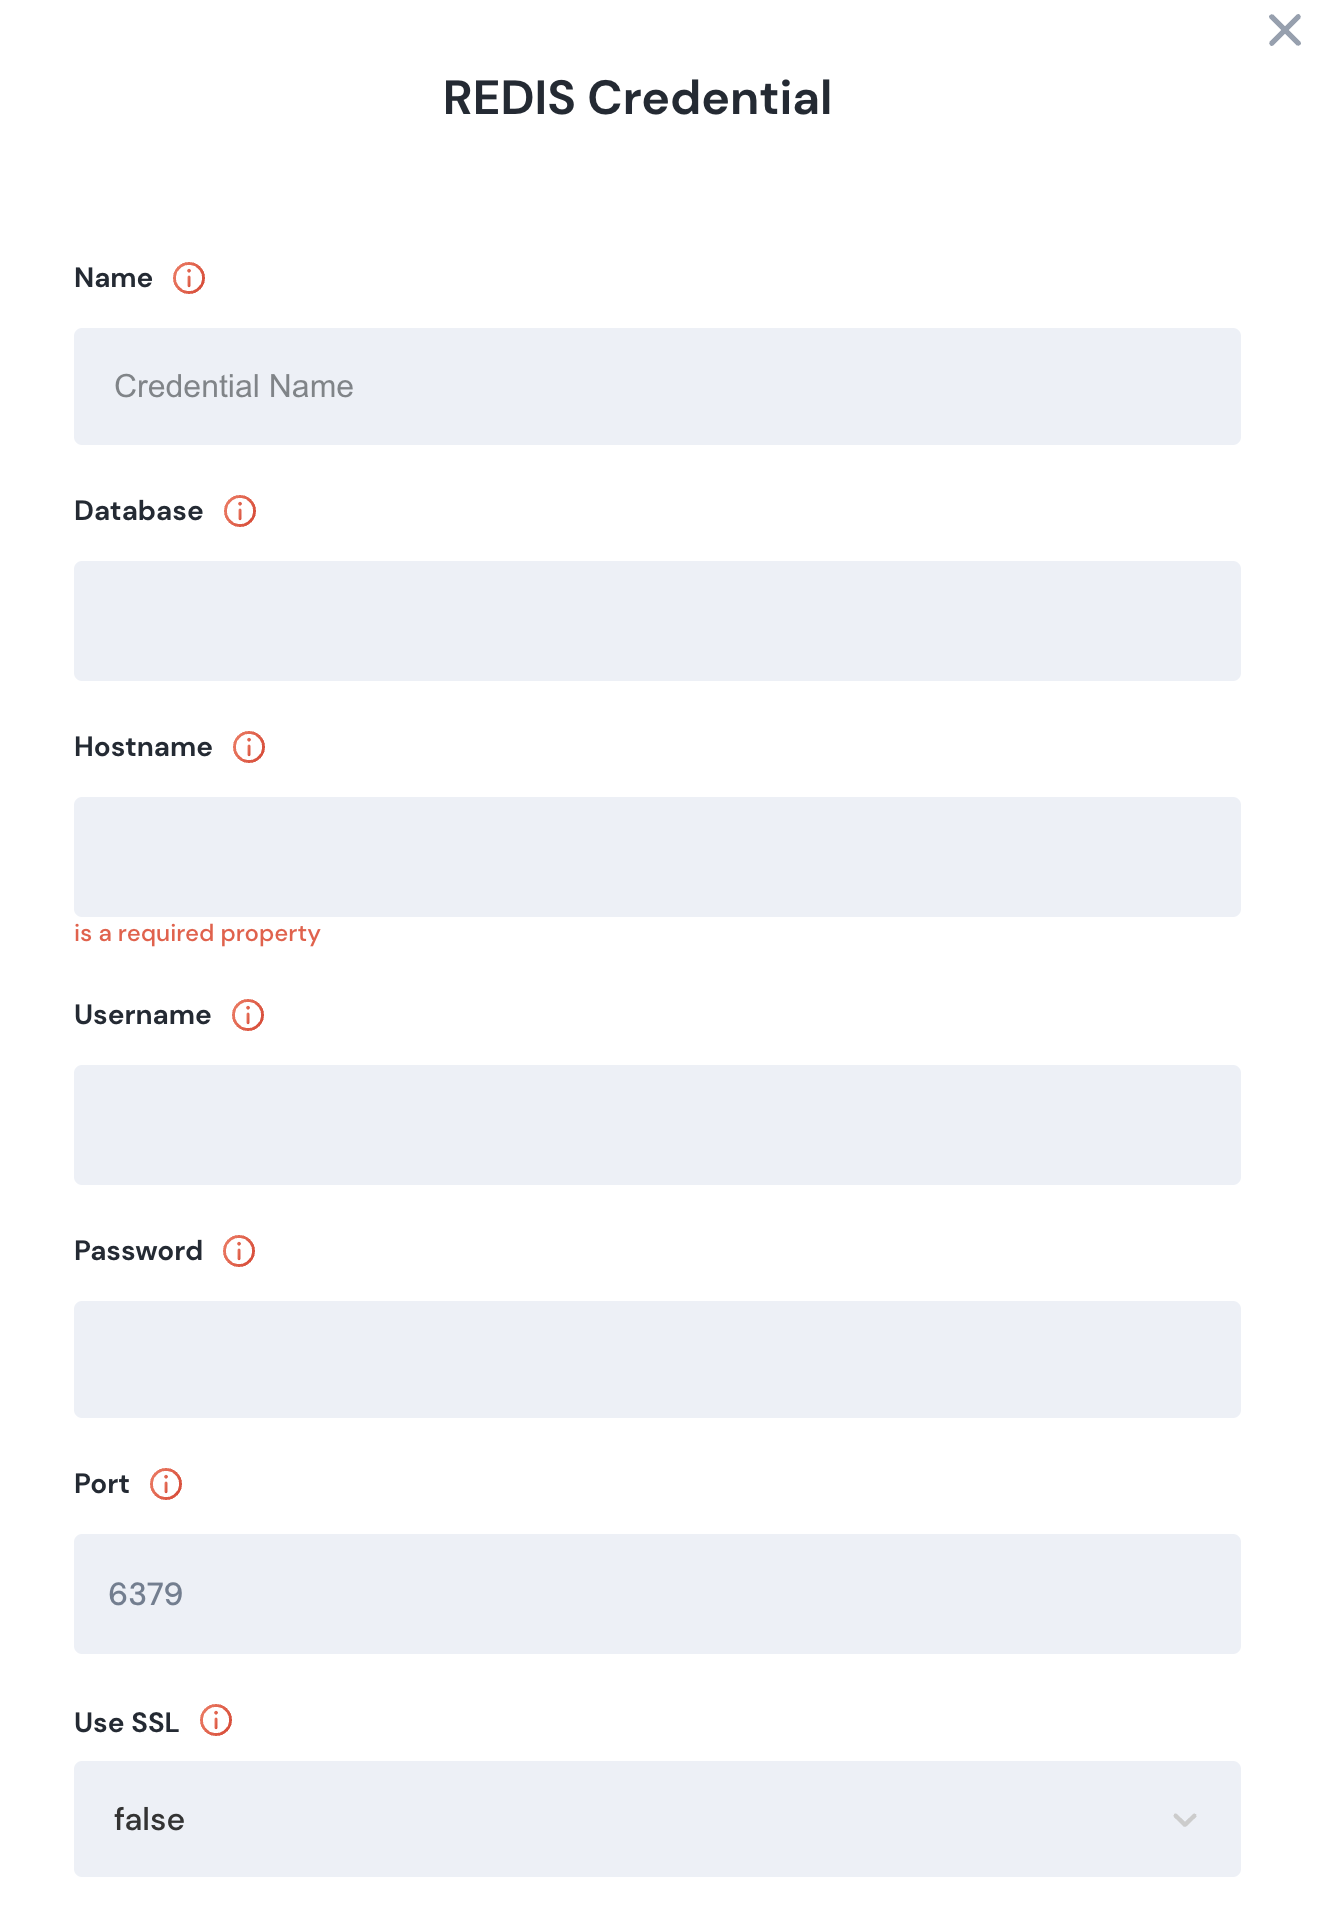 REDIS Credential
Name
Credential Name
Database
Hostname
is a required property
Username
Password
Port
6379
Use SSL
false